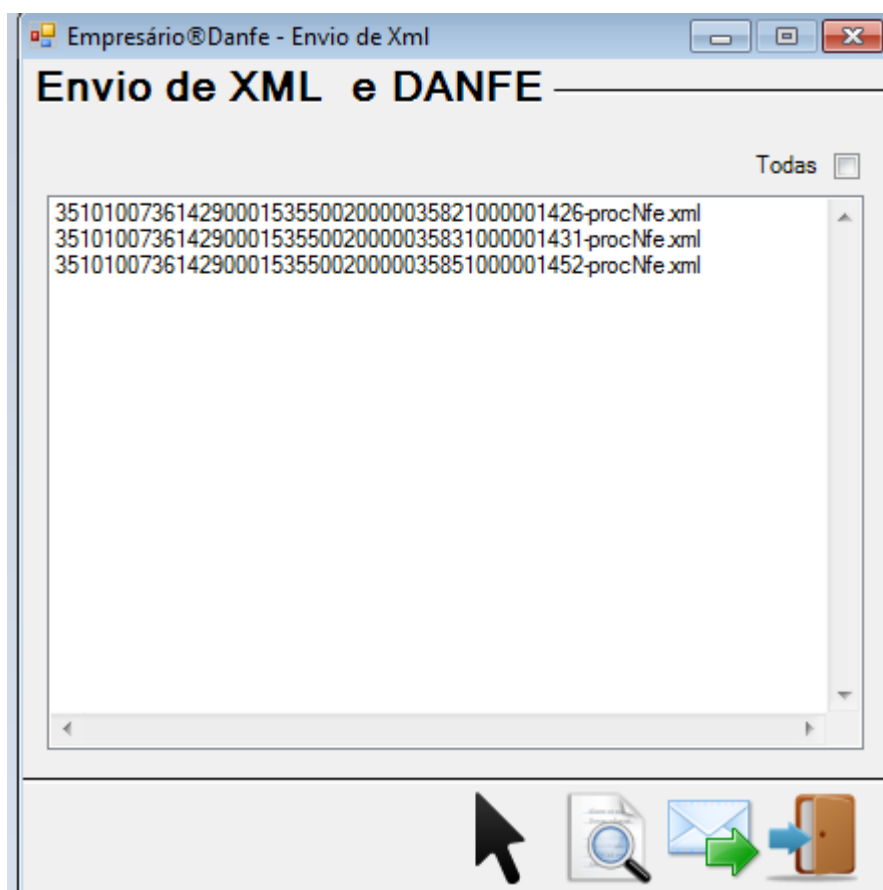 Empresário®Danfe - Envio de Xml
Envio de XML e DANFE
Todas
35101007361429000153550020000035821000001426-procNfe.xml
35101007361429000153550020000035831000001431-procNfe.xml
35101007361429000153550020000035851000001452-procNfe.xml